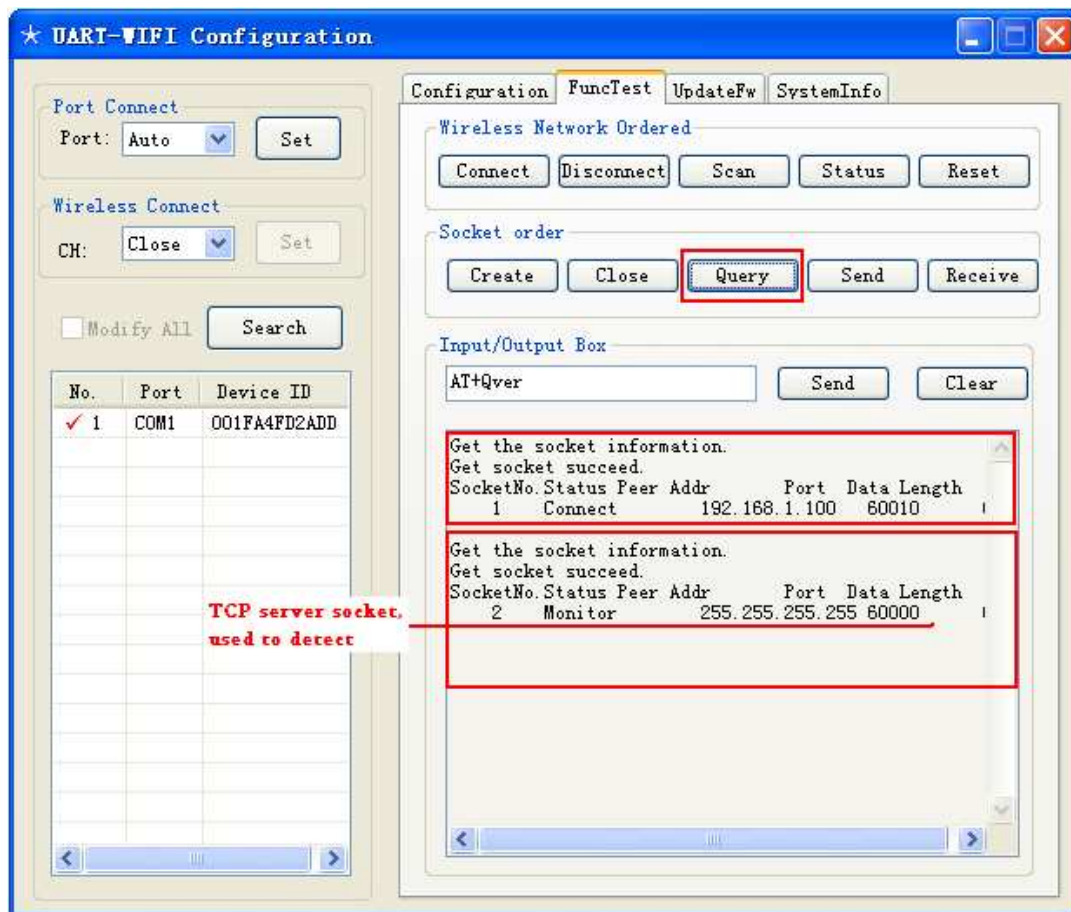 UART-WIFI Configuration
Port Connect
Port: Auto Set
Wireless Connect
CH: Close Set
Modify All Search
No. Port Device ID
1 COM1 001FA4FD2ADD
Configuration FuncTest UpdateFw SystemInfo
Wireless Network Ordered
Connect Disconnect Scan Status Reset
Socket order
Create Close Query Send Receive
Input/Output Box
AT+Qver Send Clear
Get the socket information.
Get socket succeed.
SocketNo. Status Peer Addr Port Data Length
1 Connect 192.168.1.100 60010
Get the socket information.
Get socket succeed.
SocketNo. Status Peer Addr Port Data Length
2 Monitor 255.255.255.255 60000
TCP server socket,
used to detect